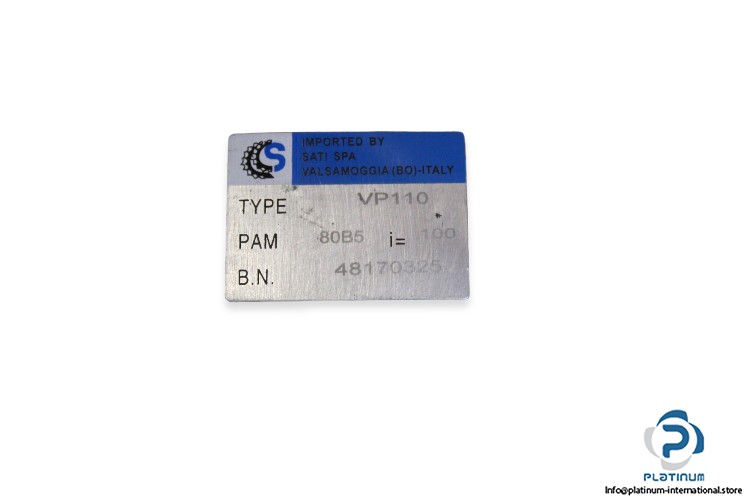 IMPORTED BY
SATI SPA
VALSAMOGGIA (BO)-ITALY
S
TYPE VP110
PAM 80B5 i= 100
B.N. 48170325
P
PLATINUM
Info@platinum-international.store